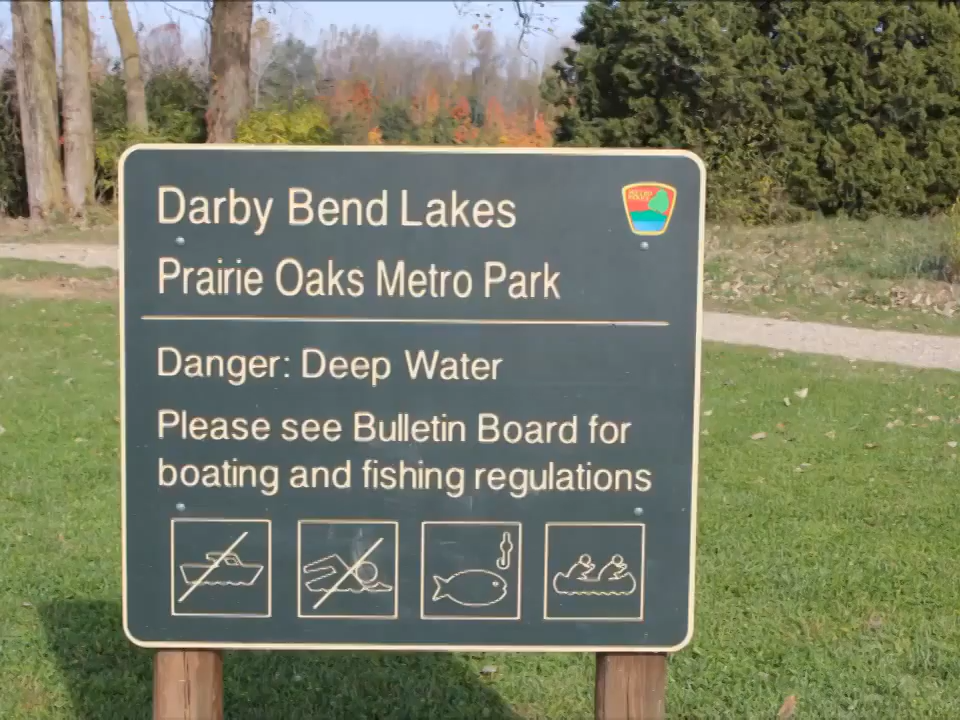 Darby Bend Lakes
Prairie Oaks Metro Park
Danger: Deep Water
Please see Bulletin Board for
boating and fishing regulations